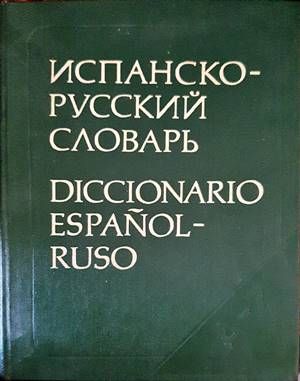 ИСПАНСКО-
РУССКИЙ
СЛОВАРЬ
DICCIONARIO
ESPAÑOL-
RUSO